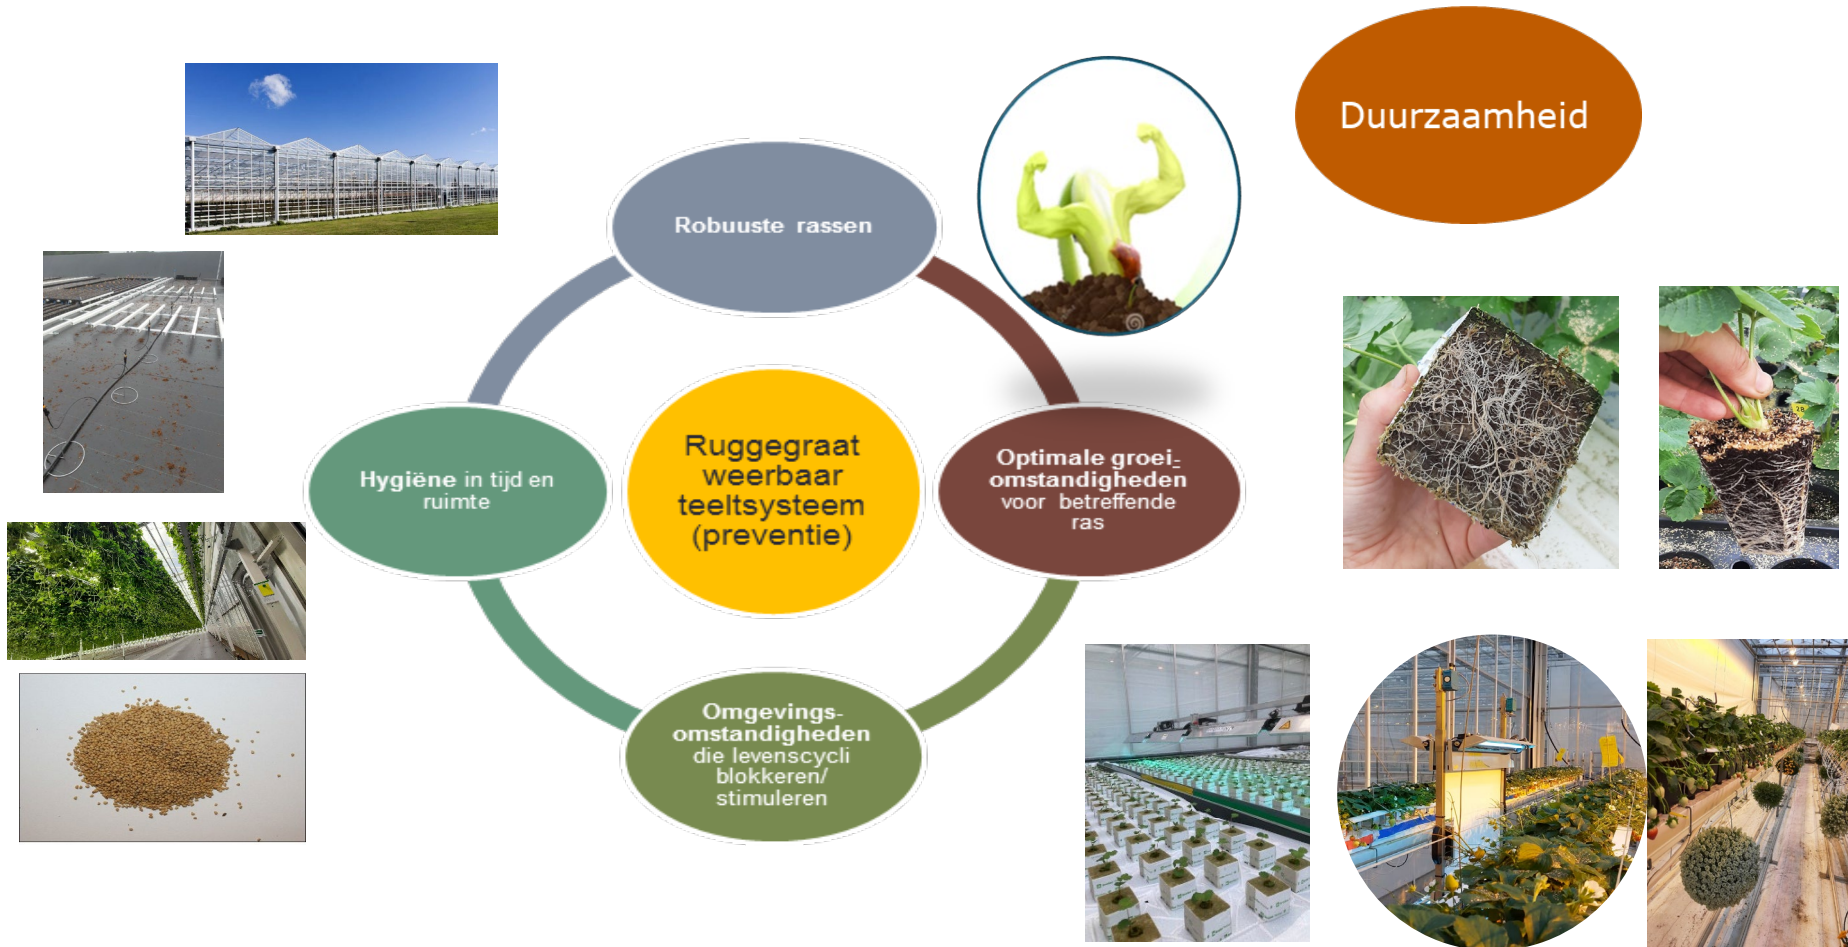 Duurzaamheid
Robuuste rassen
Ruggegraat
weerbaar
teeltsysteem
(preventie)
Hygiëne in tijd en
ruimte
Optimale groei-
omstandigheden
voor betreffende
ras
Omgevings-
omstandigheden
die levenscycli
blokkeren/
stimuleren